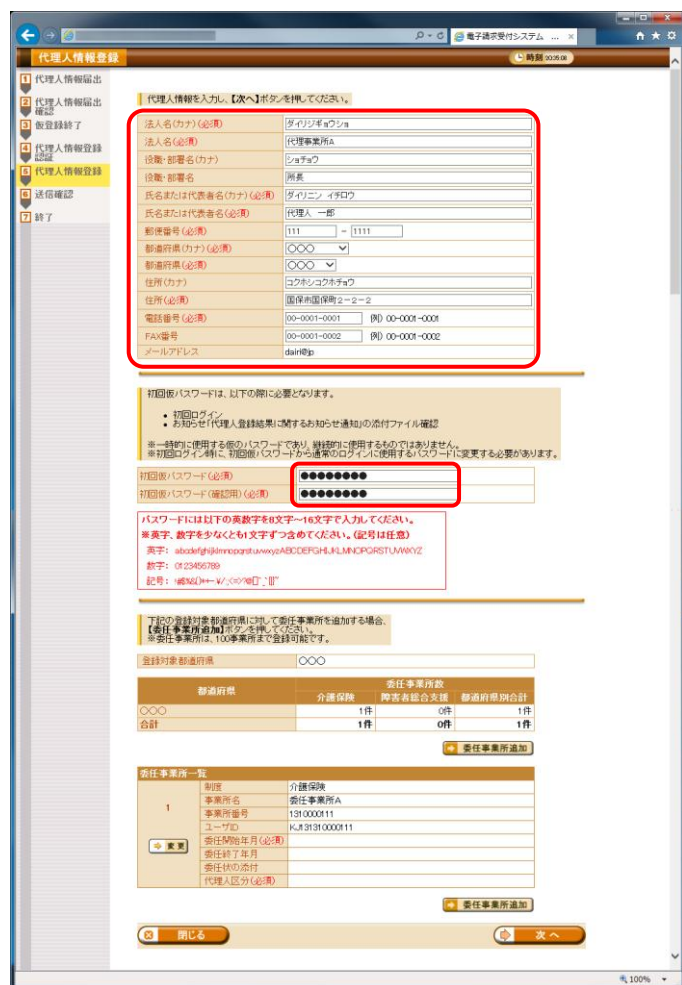 電子請求受付システム ... ×
代理人情報登録
時刻
1 代理人情報届出
2 代理人情報届出確認
3 仮登録終了
4 代理人情報登録認証
5 代理人情報登録
6 送信確認
7 終了
代理人情報を入力し、【次へ】ボタンを押してください。
法人名(カナ)(必須) ダイリジギョウショ
法人名(必須) 代理事業所A
役職・部署名(カナ) ショチョウ
役職・部署名 所長
氏名または代表者名(カナ)(必須) ダイリニン イチロウ
氏名または代表者名(必須) 代理人 一郎
郵便番号(必須) 111 - 1111
都道府県(カナ)(必須) ○○○
都道府県(必須) ○○○
住所(カナ) コクホシコクホチョウ
住所(必須) 国保市国保町2-2-2
電話番号(必須) 00-0001-0001 例) 00-0001-0001
FAX番号 00-0001-0002 例) 00-0001-0002
メールアドレス dairi@jp
初回仮パスワードは、以下の際に必要となります。
• 初回ログイン
• お知らせ「代理人登録結果に関するお知らせ通知」の添付ファイル確認
※一時的に使用する仮のパスワードであり、継続的に使用するものではありません。
※初回ログイン時に、初回仮パスワードから通常のログインに使用するパスワードに変更する必要があります。
初回仮パスワード(必須) ●●●●●●●●
初回仮パスワード(確認用)(必須) ●●●●●●●●
パスワードには以下の英数字を8文字～16文字で入力してください。
※英字、数字を少なくとも1文字ずつ含めてください。(記号は任意)
英字: abcdefghijklmnopqrstuvwxyzABCDEFGHIJKLMNOPQRSTUVWXYZ
数字: 0123456789
記号:
下記の登録対象都道府県に対して委任事業所を追加する場合、
【委任事業所追加】ボタンを押してください。
※委任事業所は、100事業所まで登録可能です。
登録対象都道府県 ○○○
都道府県 委任事業所数
介護保険 障害者総合支援 都道府県別合計
○○○ 1件 0件 1件
合計 1件 0件 1件
委任事業所追加
委任事業所一覧
1
変更
制度 介護保険
事業所名 委任事業所A
事業所番号 1310000111
ユーザID KJ131310000111
委任開始年月(必須)
委任終了年月
委任状の添付
代理人区分(必須)
委任事業所追加
閉じる
次へ
100%